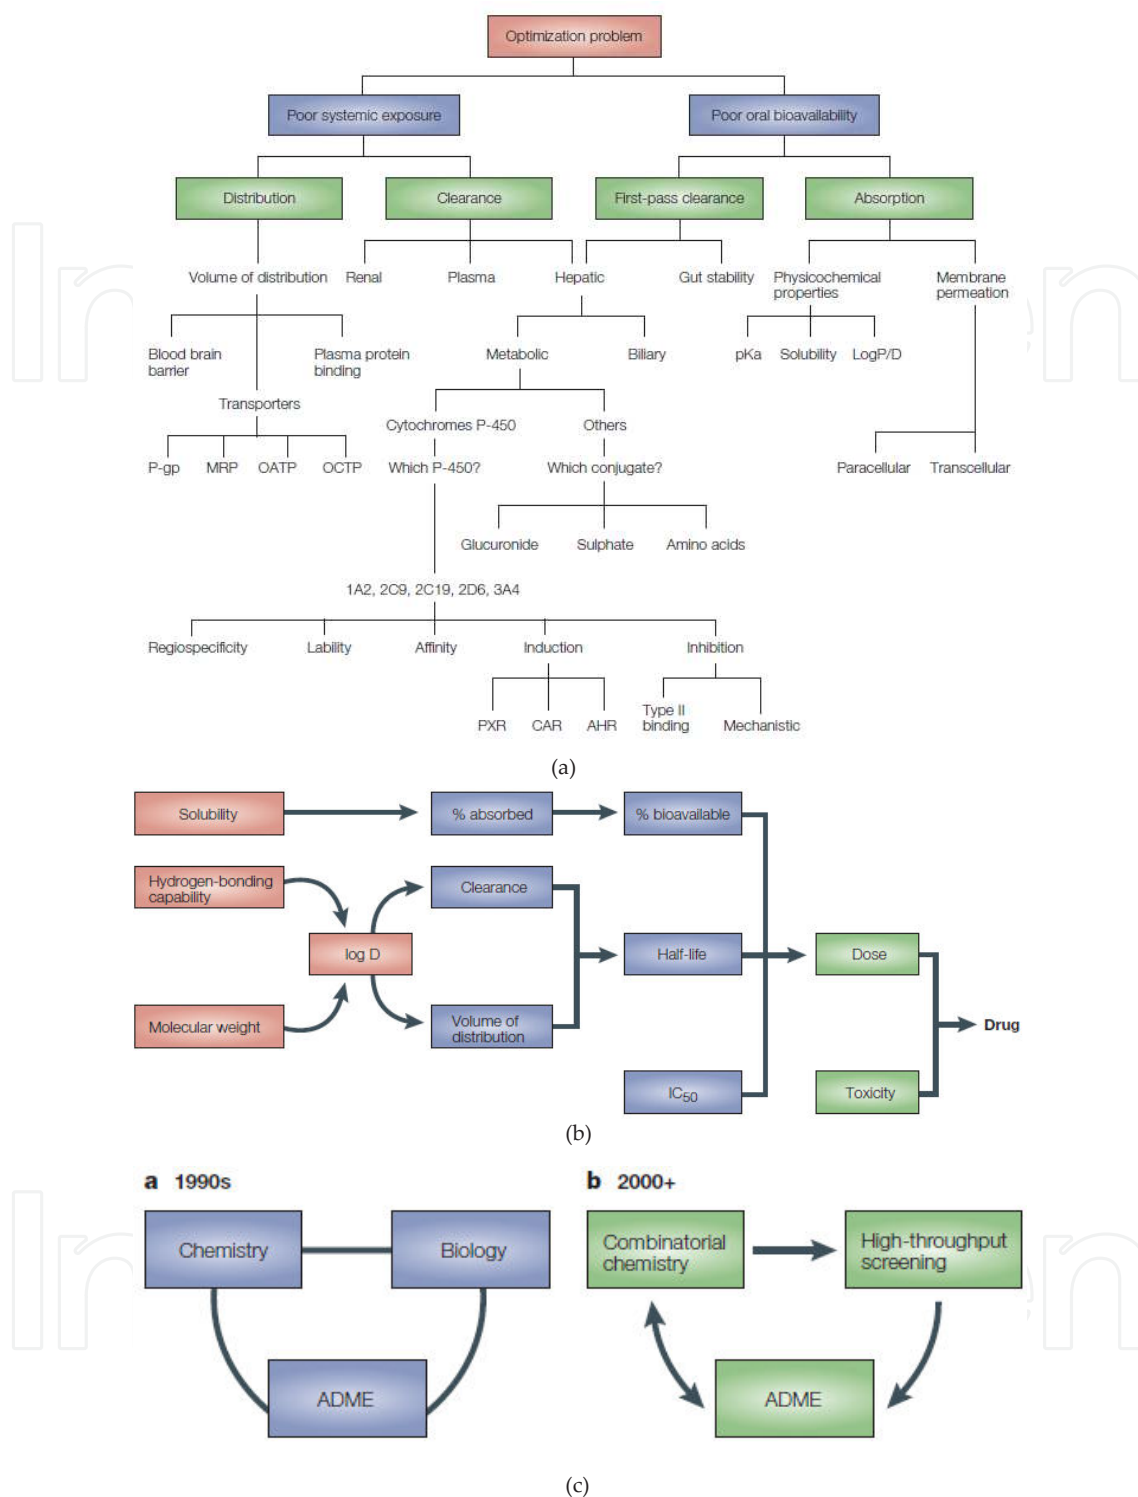 Optimization problem
Poor systemic exposure
Poor oral bioavailability
Distribution
Clearance
First-pass clearance
Absorption
Volume of distribution
Renal
Plasma
Hepatic
Gut stability
Physicochemical
properties
Membrane
permeation
Blood brain
barrier
Plasma protein
binding
Metabolic
Biliary
pKa
Solubility
LogP/D
Transporters
Cytochromes P-450
Others
P-gp
MRP
OATP
OCTP
Which P-450?
Which conjugate?
Paracellular
Transcellular
Glucuronide
Sulphate
Amino acids
1A2, 2C9, 2C19, 2D6, 3A4
Regiospecificity
Lability
Affinity
Induction
Inhibition
PXR
CAR
AHR
Type II
binding
Mechanistic
(a)
Solubility
% absorbed
% bioavailable
Hydrogen-bonding
capability
Clearance
log D
Half-life
Dose
Molecular weight
Volume of
distribution
Drug
IC50
Toxicity
(b)
a 1990s
b 2000+
Chemistry
Biology
Combinatorial
chemistry
High-throughput
screening
ADME
ADME
(c)